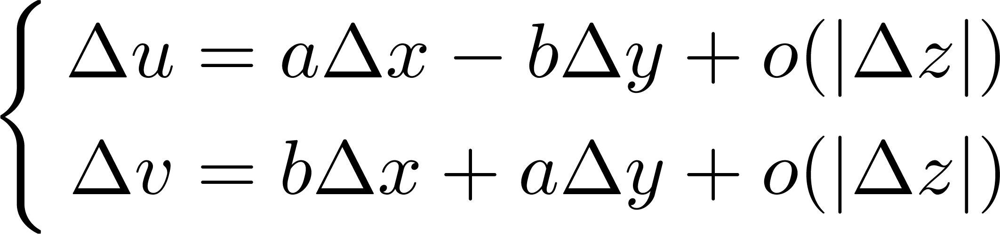 Δu = aΔx − bΔy + o(|Δz|)
Δv = bΔx + aΔy + o(|Δz|)